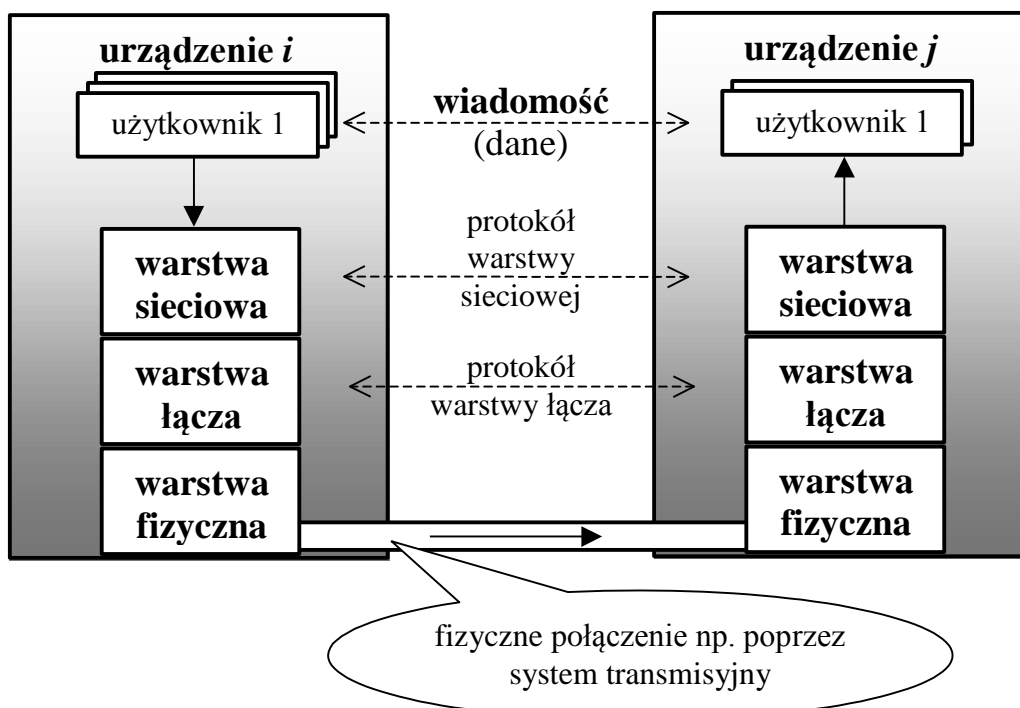 urządzenie i
użytkownik 1
warstwa
sieciowa
warstwa
łącza
warstwa
fizyczna
wiadomość
(dane)
protokół
warstwy
sieciowej
protokół
warstwy łącza
urządzenie j
użytkownik 1
warstwa
sieciowa
warstwa
łącza
warstwa
fizyczna
fizyczne połączenie np. poprzez
system transmisyjny